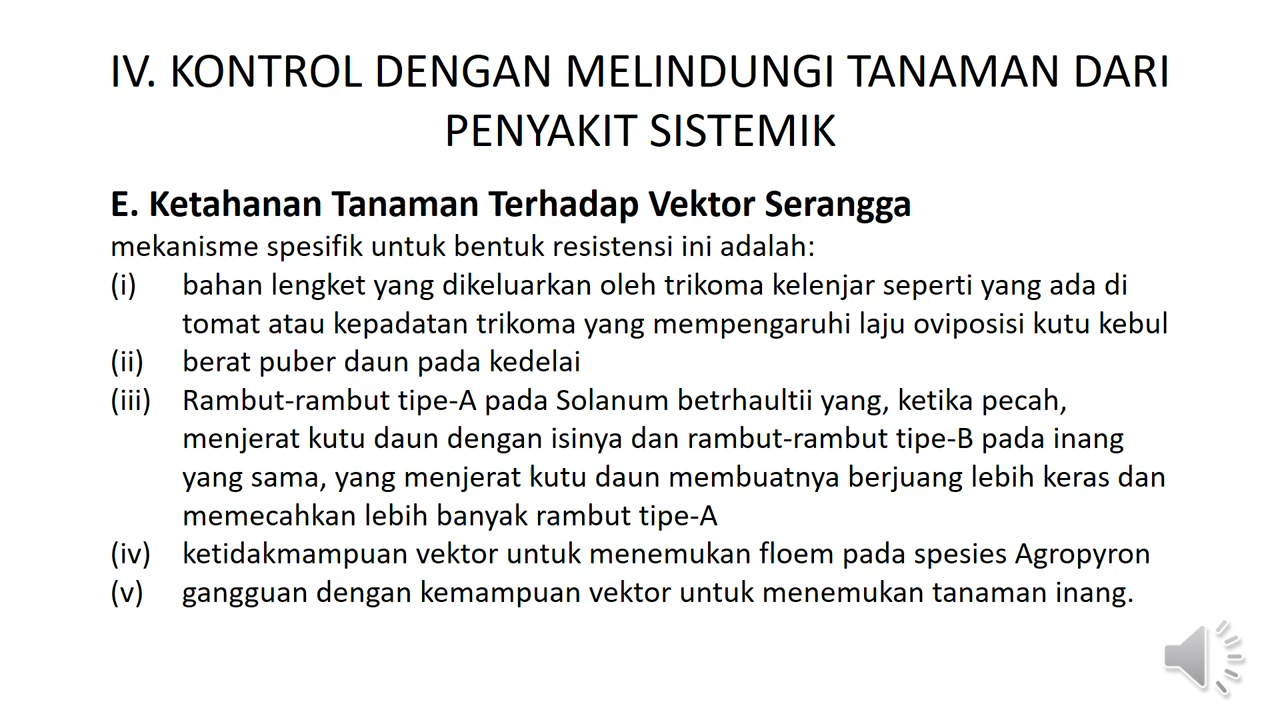 IV. KONTROL DENGAN MELINDUNGI TANAMAN DARI
PENYAKIT SISTEMIK
E. Ketahanan Tanaman Terhadap Vektor Serangga
mekanisme spesifik untuk bentuk resistensi ini adalah:
(i) bahan lengket yang dikeluarkan oleh trikoma kelenjar seperti yang ada di
tomat atau kepadatan trikoma yang mempengaruhi laju oviposisi kutu kebul
(ii) berat puber daun pada kedelai
(iii) Rambut-rambut tipe-A pada Solanum betrhaultii yang, ketika pecah,
menjerat kutu daun dengan isinya dan rambut-rambut tipe-B pada inang
yang sama, yang menjerat kutu daun membuatnya berjuang lebih keras dan
memecahkan lebih banyak rambut tipe-A
(iv) ketidakmampuan vektor untuk menemukan floem pada spesies Agropyron
(v) gangguan dengan kemampuan vektor untuk menemukan tanaman inang.